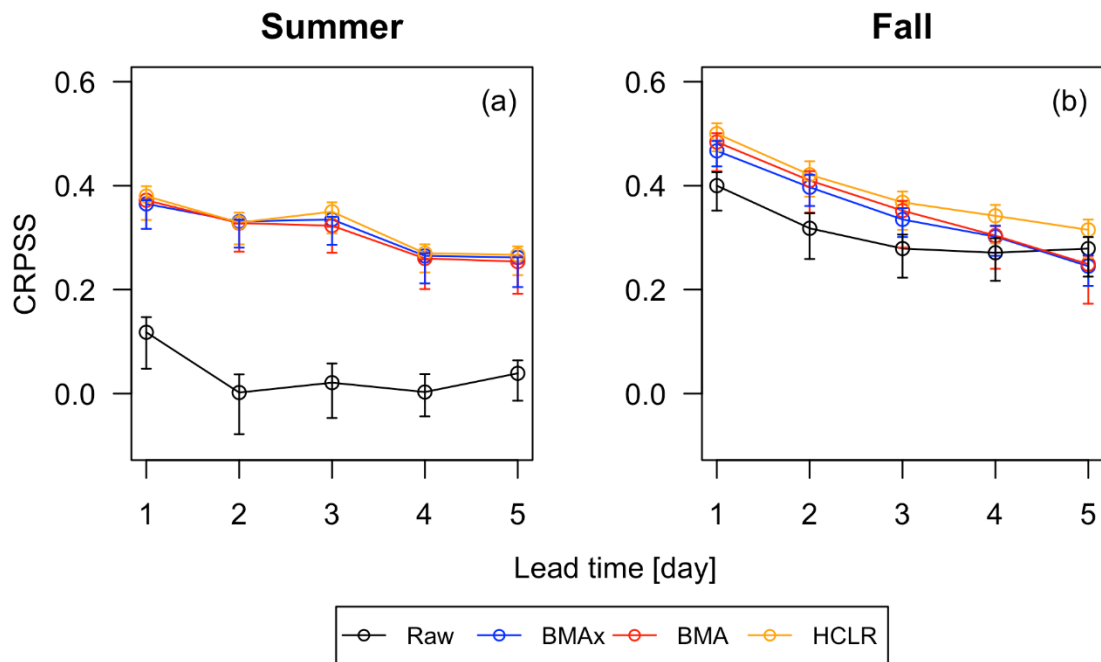 Summer
Fall
(a)
(b)
CRPSS
0.6
0.4
0.2
0.0
0.6
0.4
0.2
0.0
1 2 3 4 5
1 2 3 4 5
Lead time [day]
Raw BMAx BMA HCLR